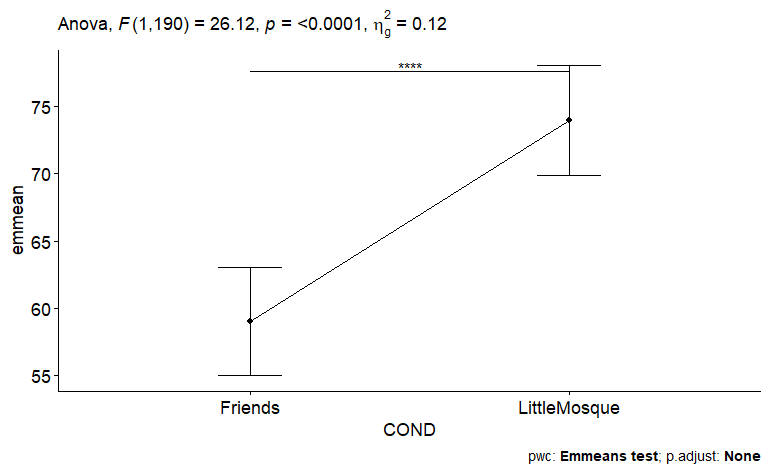 Anova, F(1,190) = 26.12, p = <0.0001, η²g = 0.12
****
75
70
65
60
55
emmean
Friends LittleMosque
COND
pwc: Emmeans test; p.adjust: None